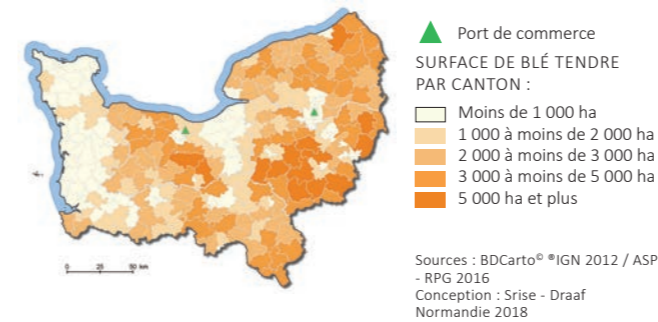 Port de commerce
SURFACE DE BLÉ TENDRE
PAR CANTON :
Moins de 1 000 ha
1 000 à moins de 2 000 ha
2 000 à moins de 3 000 ha
3 000 à moins de 5 000 ha
5 000 ha et plus
0 25 50 km
Sources : BDCarto© ®IGN 2012 / ASP
- RPG 2016
Conception : Srise - Draaf
Normandie 2018